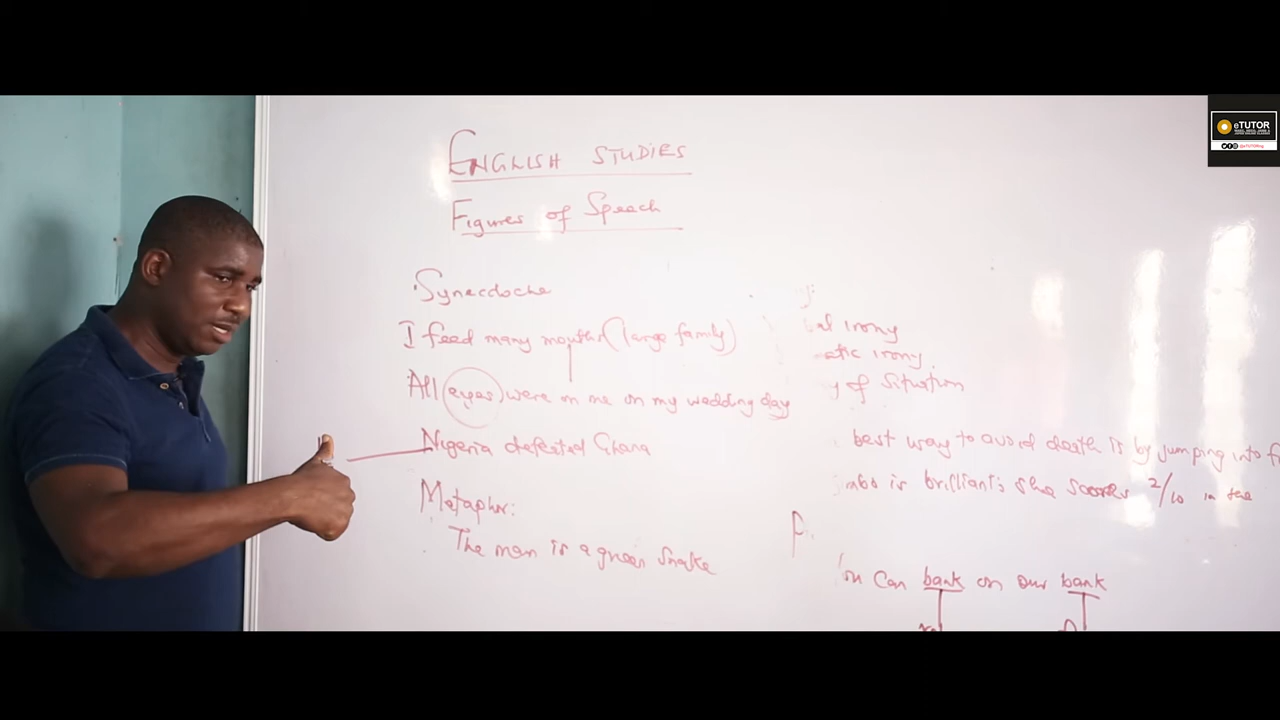 ENGLISH STUDIES
Figures of Speech
Synecdoche
I feed many mouths (large family)
All eyes were on me on my wedding day
Nigeria defeated Ghana
Metaphor:
The man is a green snake
irony
irony
y of situation
best way to avoid death is by jumping into
is brilliant; she scores 2/10 in the
can bank on our bank
eTUTOR